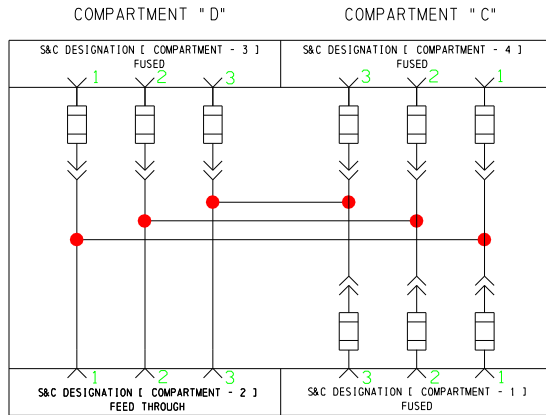 COMPARTMENT "D" COMPARTMENT "C"
S&C DESIGNATION [ COMPARTMENT - 3 ] S&C DESIGNATION [ COMPARTMENT - 4 ]
FUSED FUSED
1 2 3 3 2 1
1 2 3 3 2 1
S&C DESIGNATION [ COMPARTMENT - 2 ] S&C DESIGNATION [ COMPARTMENT - 1 ]
FEED THROUGH FUSED